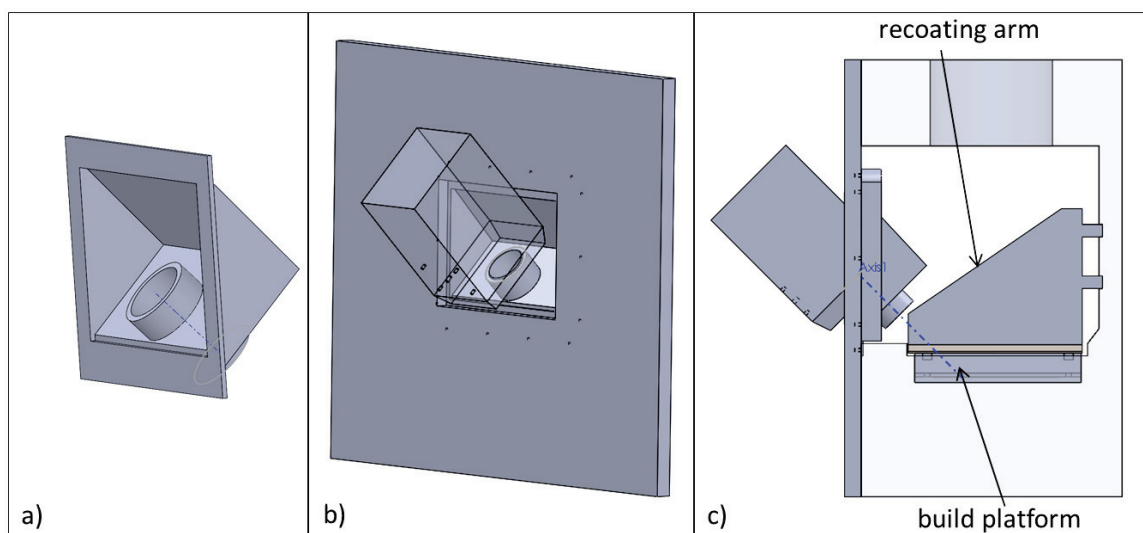 recoating arm
Axis1
a)
b)
c)
build platform